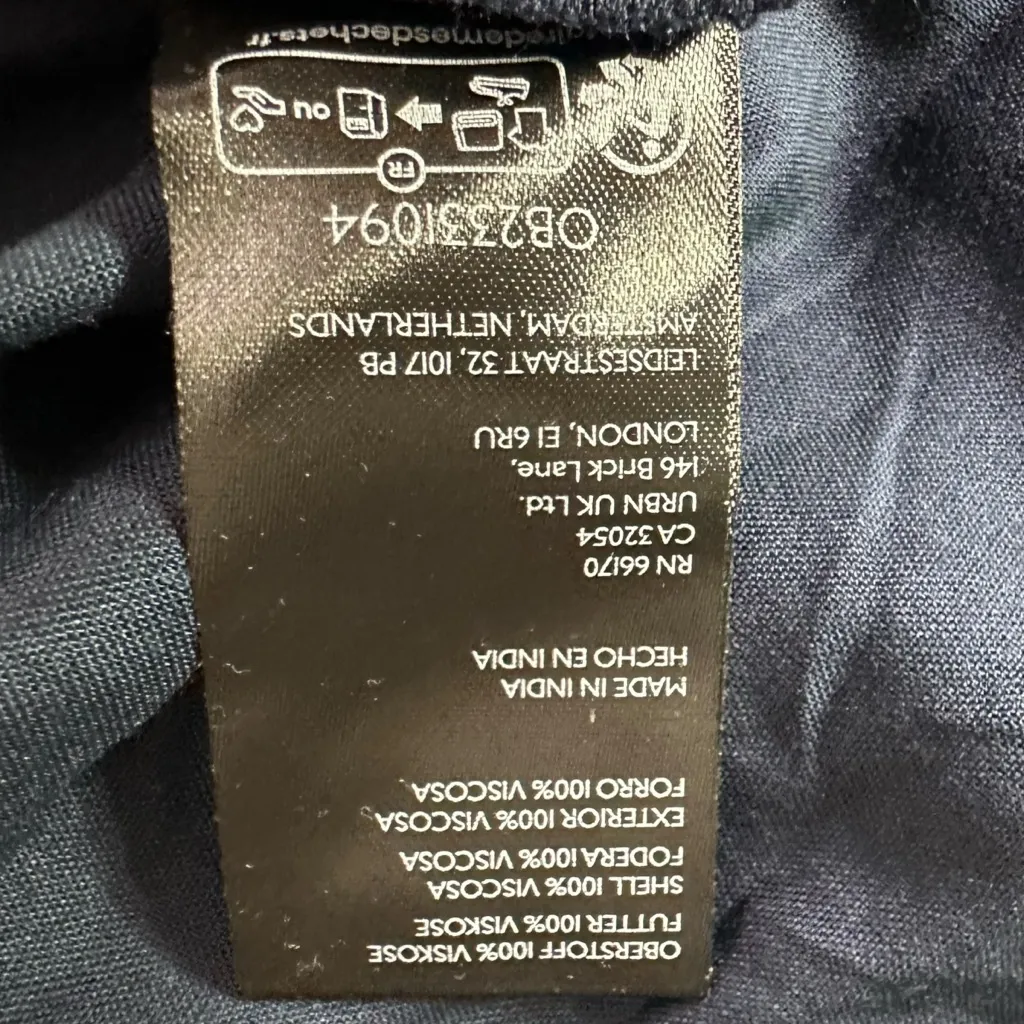 OBERSTOFF 100% VISKOSE
FUTTER 100% VISKOSE
SHELL 100% VISCOSA
FODERA 100% VISCOSA
EXTERIOR 100% VISCOSA
FORRO 100% VISCOSA
MADE IN INDIA
HECHO EN INDIA
RN 66170
CA 32054
URBN UK Ltd.
146 Brick Lane,
LONDON, E1 6RU
LEIDSESTRAAT 32, 1017 PB
AMSTERDAM, NETHERLANDS
OB2331094
FR
OU